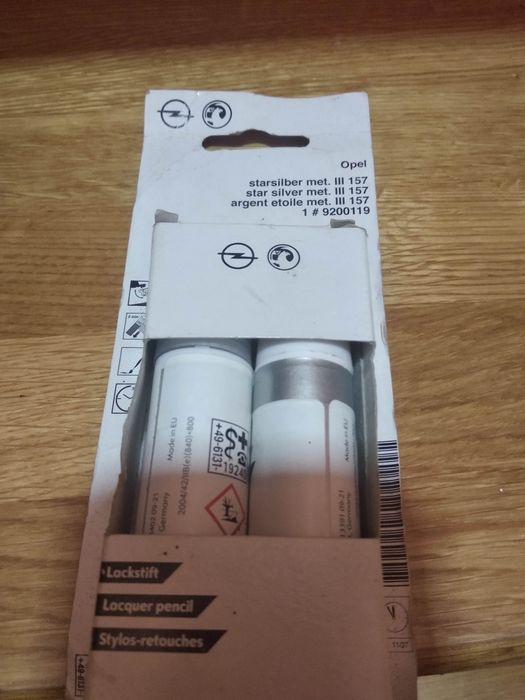 Opel
starsilber met. III 157
star silver met. III 157
argent etoile met. III 157
1 # 9200119
Made in EU
2004/42/IIB(e)(840)<800
+49-6131-
Germany
Made in EU
Germany
Lackstift
Lacquer pencil
Stylos-retouches